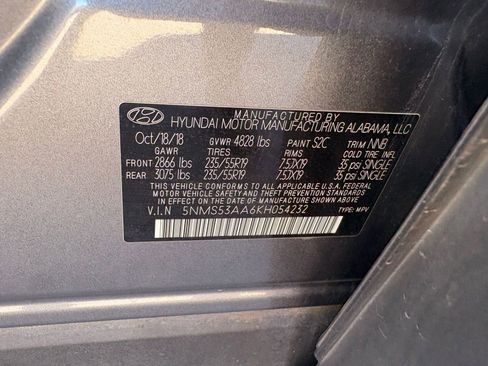 MANUFACTURED BY
HYUNDAI MOTOR MANUFACTURING ALABAMA, LLC
Oct/18/18 GVWR 4828 lbs PAINT S2C TRIM NNB
GAWR TIRES RIMS COLD TIRE INFL
FRONT 2866 lbs 235/55R19 7.5JX19 35 psi SINGLE
REAR 3075 lbs 235/55R19 7.5JX19 35 psi SINGLE
THIS VEHICLE CONFORMS TO ALL APPLICABLE FEDERAL
MOTOR VEHICLE SAFETY AND THEFT PREVENTION STANDARDS
IN EFFECT ON THE DATE OF MANUFACTURE SHOWN ABOVE.
V.I.N 5NMS53AA6KH054232 TYPE: MPV